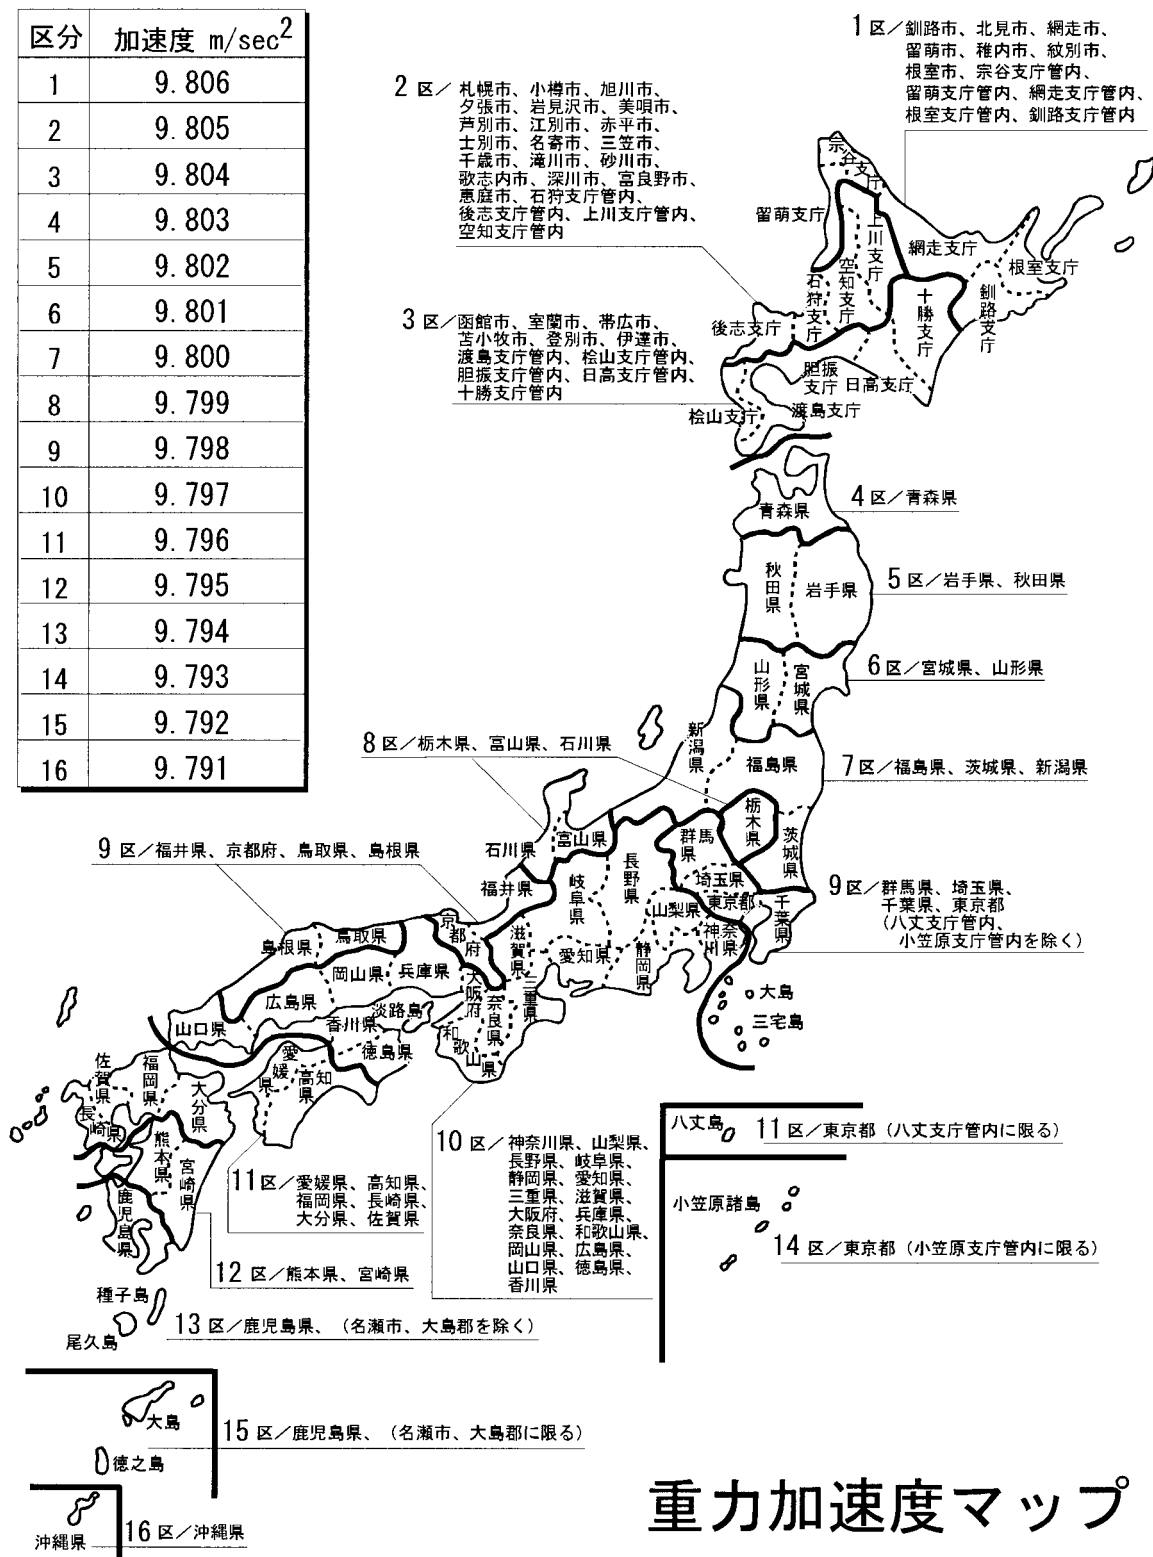 区分 加速度 m/sec2
1 9.806
2 9.805
3 9.804
4 9.803
5 9.802
6 9.801
7 9.800
8 9.799
9 9.798
10 9.797
11 9.796
12 9.795
13 9.794
14 9.793
15 9.792
16 9.791
1 区/釧路市、北見市、網走市、
留萌市、稚内市、紋別市、
根室市、宗谷支庁管内、
留萌支庁管内、網走支庁管内、
根室支庁管内、釧路支庁管内
2 区/札幌市、小樽市、旭川市、
夕張市、岩見沢市、美唄市、
芦別市、江別市、赤平市、
士別市、名寄市、三笠市、
千歳市、滝川市、砂川市、
歌志内市、深川市、富良野市、
恵庭市、石狩支庁管内、
後志支庁管内、上川支庁管内、
空知支庁管内
3 区/函館市、室蘭市、帯広市、
苫小牧市、登別市、伊達市、
渡島支庁管内、桧山支庁管内、
胆振支庁管内、日高支庁管内、
十勝支庁管内
宗谷支庁
留萌支庁
上川支庁
網走支庁
根室支庁
空知支庁
石狩支庁
十勝支庁
釧路支庁
後志支庁
胆振支庁
日高支庁
桧山支庁
渡島支庁
青森県
4 区/青森県
秋田県
岩手県
5 区/岩手県、秋田県
山形県
宮城県
6 区/宮城県、山形県
新潟県
福島県
7 区/福島県、茨城県、新潟県
8 区/栃木県、富山県、石川県
栃木県
茨城県
群馬県
富山県
石川県
長野県
9 区/福井県、京都府、鳥取県、島根県
福井県
岐阜県
埼玉県
山梨県
東京都
千葉県
神奈川県
9 区/群馬県、埼玉県、
千葉県、東京都
(八丈支庁管内、
小笠原支庁管内を除く)
島根県
鳥取県
京都府
滋賀県
愛知県
静岡県
岡山県
兵庫県
大阪府
三重県
奈良県
和歌山県
広島県
淡路島
山口県
香川県
徳島県
愛媛県
高知県
大島
三宅島
佐賀県
福岡県
大分県
長崎県
熊本県
宮崎県
鹿児島県
八丈島
11 区/東京都(八丈支庁管内に限る)
小笠原諸島
14 区/東京都(小笠原支庁管内に限る)
10 区/神奈川県、山梨県、
長野県、岐阜県、
静岡県、愛知県、
三重県、滋賀県、
大阪府、兵庫県、
奈良県、和歌山県、
岡山県、広島県、
山口県、徳島県、
香川県
11 区/愛媛県、高知県、
福岡県、長崎県、
大分県、佐賀県
12 区/熊本県、宮崎県
種子島
尾久島
13 区/鹿児島県、(名瀬市、大島郡を除く)
大島
徳之島
15 区/鹿児島県、(名瀬市、大島郡に限る)
沖縄県
16 区/沖縄県
重力加速度マップ